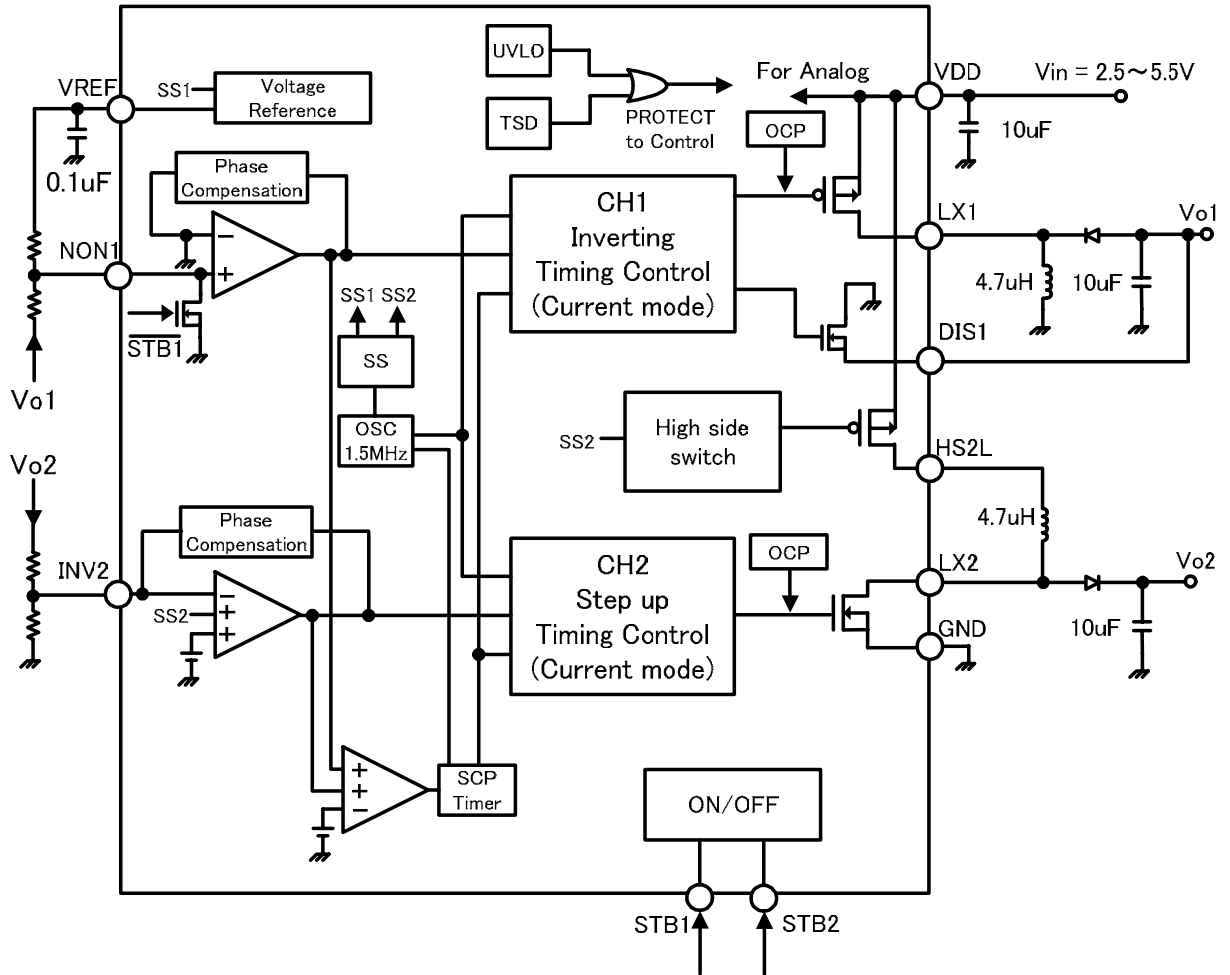 VREF
SS1
Voltage
Reference
0.1uF
UVLO
TSD
PROTECT
to Control
For Analog
VDD
Vin = 2.5～5.5V
10uF
OCP
Phase
Compensation
NON1
−
+
STB1
Vo1
CH1
Inverting
Timing Control
(Current mode)
LX1
Vo1
4.7uH
10uF
DIS1
SS1
SS2
SS
OSC
1.5MHz
SS2
High side
switch
HS2L
4.7uH
Vo2
INV2
Phase
Compensation
−
+
+
SS2
CH2
Step up
Timing Control
(Current mode)
OCP
LX2
Vo2
GND
10uF
+
+
−
SCP
Timer
ON/OFF
STB1
STB2